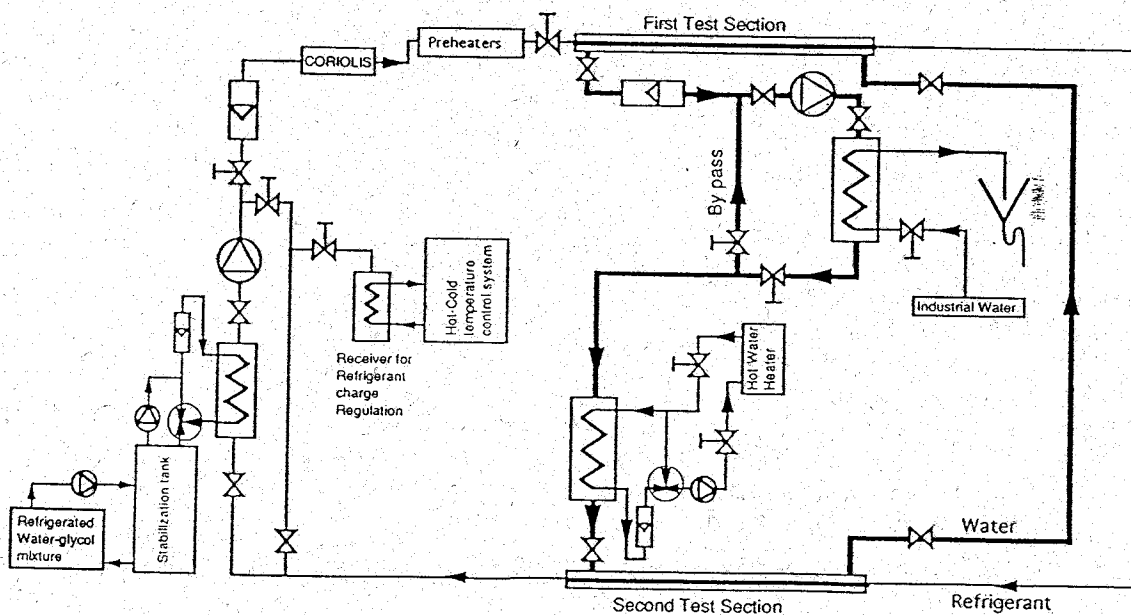 First Test Section
Preheaters
CORIOLIS
By pass
Hot-Cold
temperature
control system
Industrial Water
Receiver for
Refrigerant
charge
Regulation
Hot Water
Heater
Stabilization tank
Refrigerated
Water-glycol
mixture
Water
Second Test Section
Refrigerant